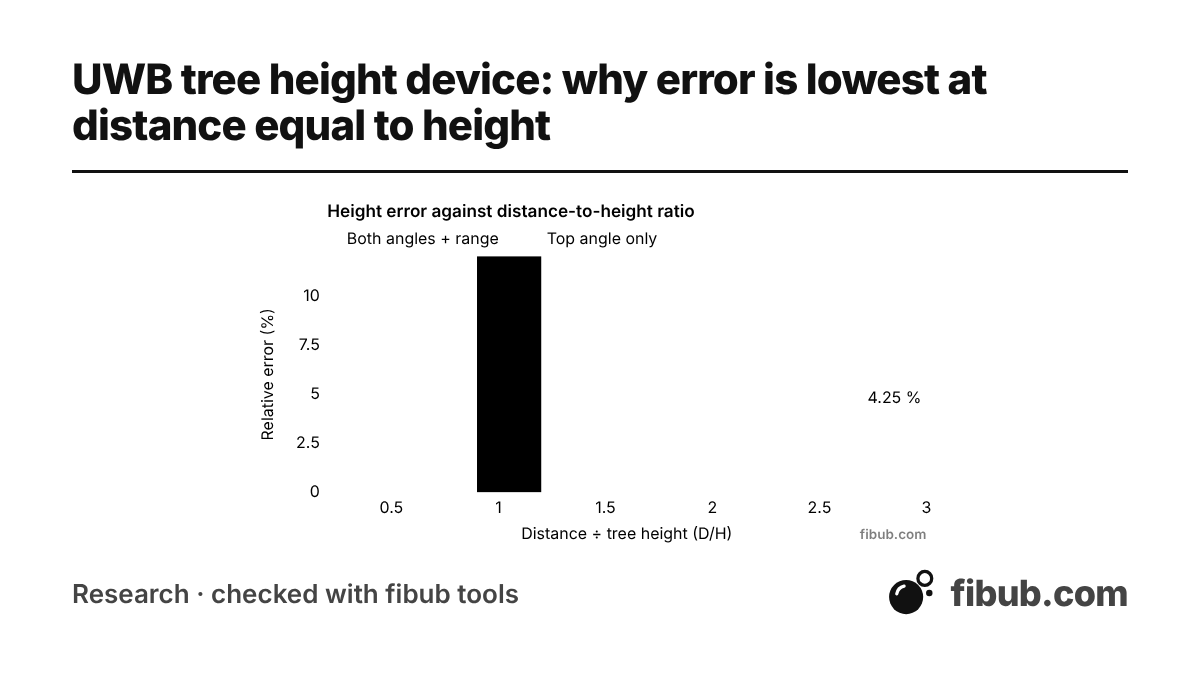 UWB tree height device: why error is lowest at
distance equal to height
Height error against distance-to-height ratio
Both angles + range
Top angle only
10
7.5
5
2.5
0
Relative error (%)
4.25 %
0.5
1
1.5
2
2.5
3
Distance ÷ tree height (D/H)
fibub.com
Research · checked with fibub tools
fibub.com